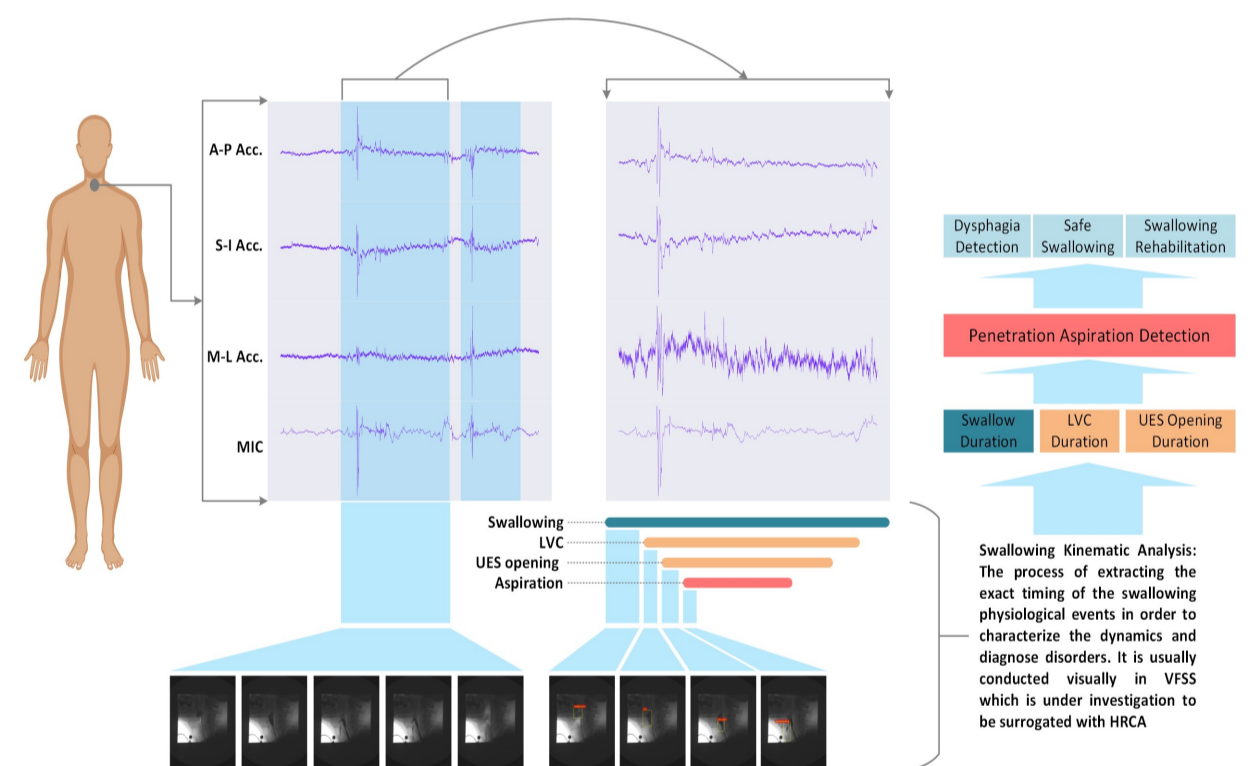 A-P Acc.
S-I Acc.
M-L Acc.
MIC
Swallowing
LVC
UES opening
Aspiration
Dysphagia
Detection
Safe
Swallowing
Swallowing
Rehabilitation
Penetration Aspiration Detection
Swallow
Duration
LVC
Duration
UES Opening
Duration
Swallowing Kinematic Analysis:
The process of extracting the
exact timing of the swallowing
physiological events in order to
characterize the dynamics and
diagnose disorders. It is usually
conducted visually in VFSS
which is under investigation to
be surrogated with HRCA